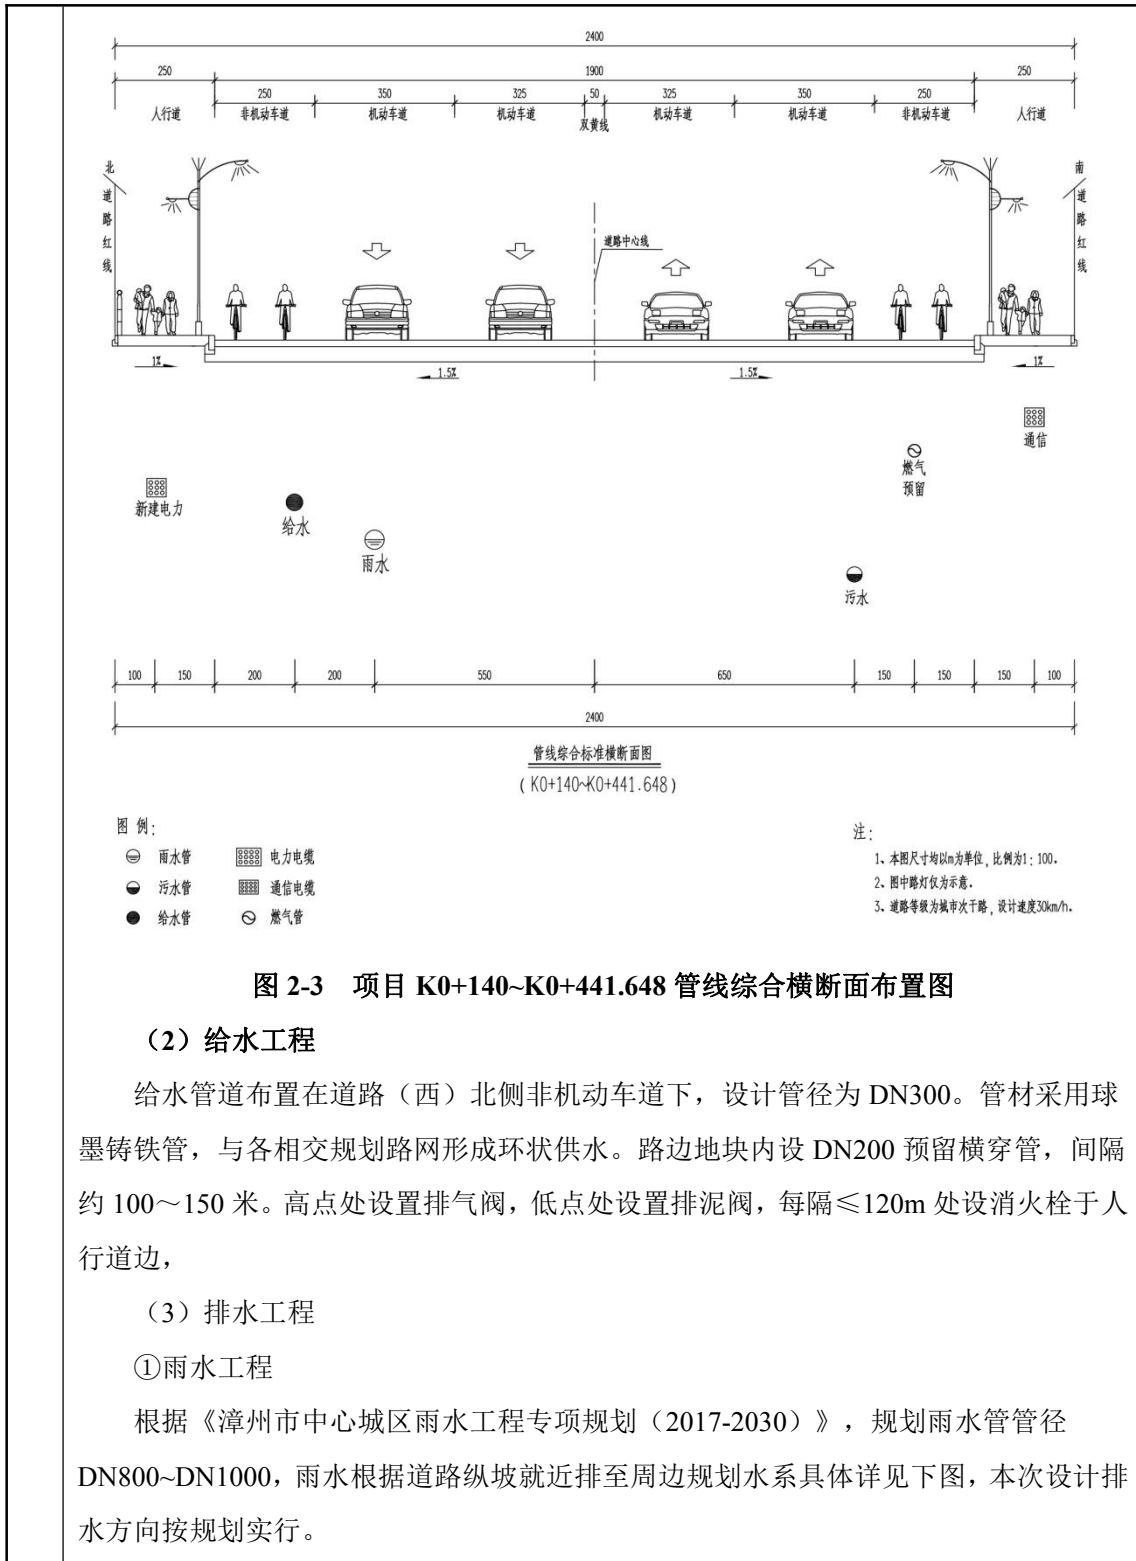 2400
250 1900 250
250 350 325 50 325 350 250
人行道 非机动车道 机动车道 机动车道 双黄线 机动车道 机动车道 非机动车道 人行道
北
道路红线
南
道路红线
道路中心线
1% 1.5% 1.5% 1%
通信
燃气
预留
新建电力
给水
雨水
污水
100 150 200 200 550 650 150 150 150 100
2400
管线综合标准横断面图
(K0+140~K0+441.648)
图 例:
雨水管 电力电缆
污水管 通信电缆
给水管 燃气管
注:
1、本图尺寸均以m为单位,比例为1:100.
2、图中路灯仅为示意.
3、道路等级为城市次干路,设计速度30km/h.
图 2-3 项目 K0+140~K0+441.648 管线综合横断面布置图
（2）给水工程
给水管道布置在道路（西）北侧非机动车道下，设计管径为 DN300。管材采用球
墨铸铁管，与各相交规划路网形成环状供水。路边地块内设 DN200 预留横穿管，间隔
约 100～150 米。高点处设置排气阀，低点处设置排泥阀，每隔≤120m 处设消火栓于人
行道边，
（3）排水工程
①雨水工程
根据《漳州市中心城区雨水工程专项规划（2017-2030）》，规划雨水管管径
DN800~DN1000，雨水根据道路纵坡就近排至周边规划水系具体详见下图，本次设计排
水方向按规划实行。